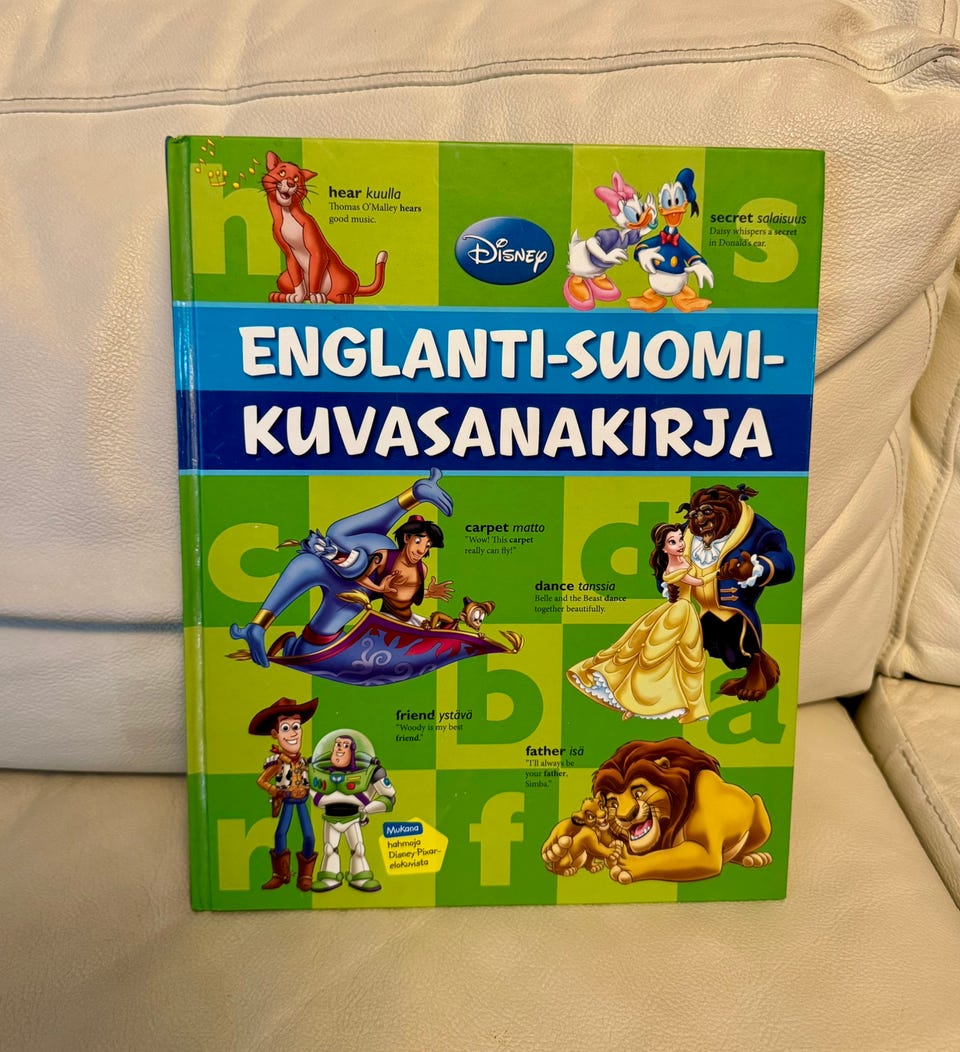 h
hear kuulla
Thomas O'Malley hears
good music.
Disney
secret salaisuus
Daisy whispers a secret
in Donald's ear.
s
ENGLANTI-SUOMI-
KUVASANAKIRJA
c
carpet matto
"Wow! This carpet
really can fly!"
d
dance tanssia
Belle and the Beast dance
together beautifully.
b
a
friend ystävä
"Woody is my best
friend."
father isä
"I'll always be
your father,
Simba."
f
Mukana
hahmoja
Disney-Pixar-
elokuvista